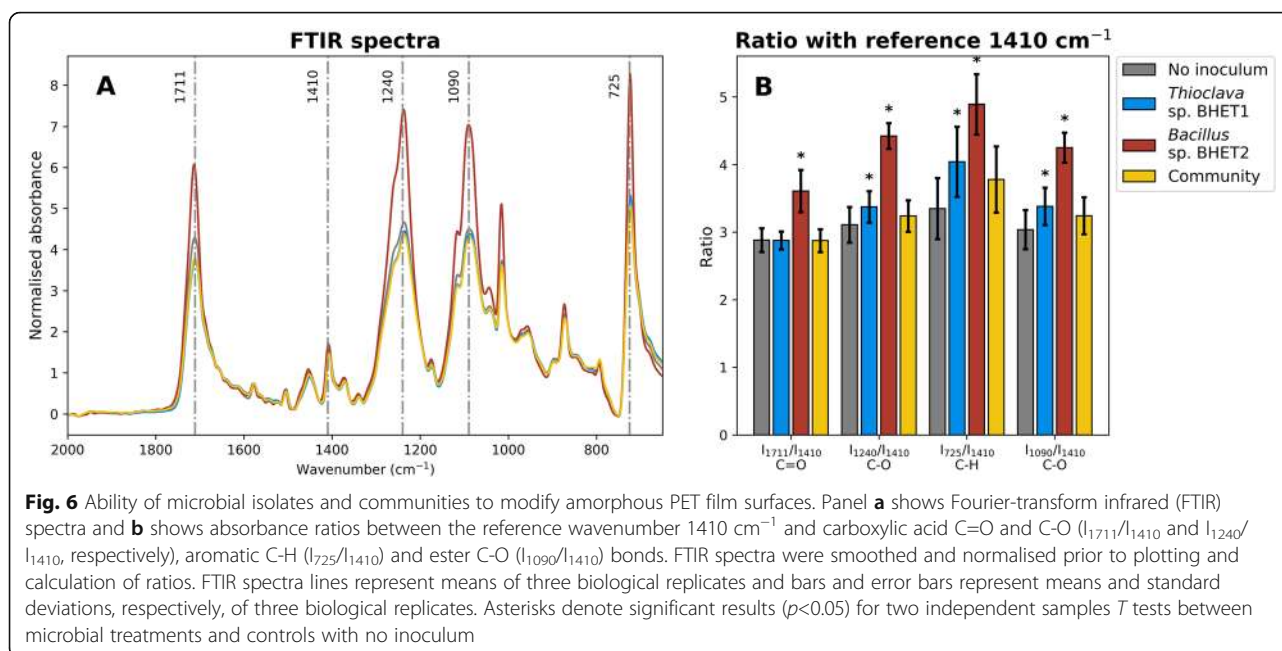 FTIR spectra
A
1711
1410
1240
1090
725
8
7
6
5
4
3
2
1
0
Normalised absorbance
2000 1800 1600 1400 1200 1000 800
Wavenumber (cm⁻¹)
Ratio with reference 1410 cm⁻¹
B
5
4
3
2
1
0
Ratio
* * * * * * *
I₁₇₁₁/I₁₄₁₀ I₁₂₄₀/I₁₄₁₀ I₇₂₅/I₁₄₁₀ I₁₀₉₀/I₁₄₁₀
C=O C-O C-H C-O
No inoculum
Thioclava
sp. BHET1
Bacillus
sp. BHET2
Community
Fig. 6 Ability of microbial isolates and communities to modify amorphous PET film surfaces. Panel a shows Fourier-transform infrared (FTIR)
spectra and b shows absorbance ratios between the reference wavenumber 1410 cm⁻¹ and carboxylic acid C=O and C-O (I₁₇₁₁/I₁₄₁₀ and I₁₂₄₀/
I₁₄₁₀, respectively), aromatic C-H (I₇₂₅/I₁₄₁₀) and ester C-O (I₁₀₉₀/I₁₄₁₀) bonds. FTIR spectra were smoothed and normalised prior to plotting and
calculation of ratios. FTIR spectra lines represent means of three biological replicates and bars and error bars represent means and standard
deviations, respectively, of three biological replicates. Asterisks denote significant results (p<0.05) for two independent samples T tests between
microbial treatments and controls with no inoculum